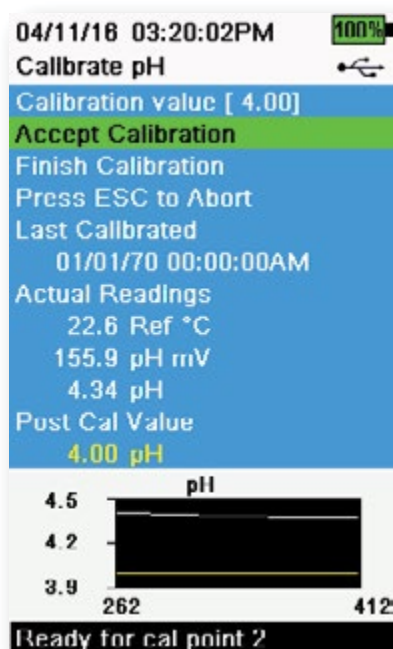 04/11/16 03:20:02PM 100%
Calibrate pH
Calibration value [ 4.00]
Accept Calibration
Finish Calibration
Press ESC to Abort
Last Calibrated
01/01/70 00:00:00AM
Actual Readings
22.6 Ref °C
155.9 pH mV
4.34 pH
Post Cal Value
4.00 pH
pH
4.5
4.2
3.9
262 412
Ready for cal point 2